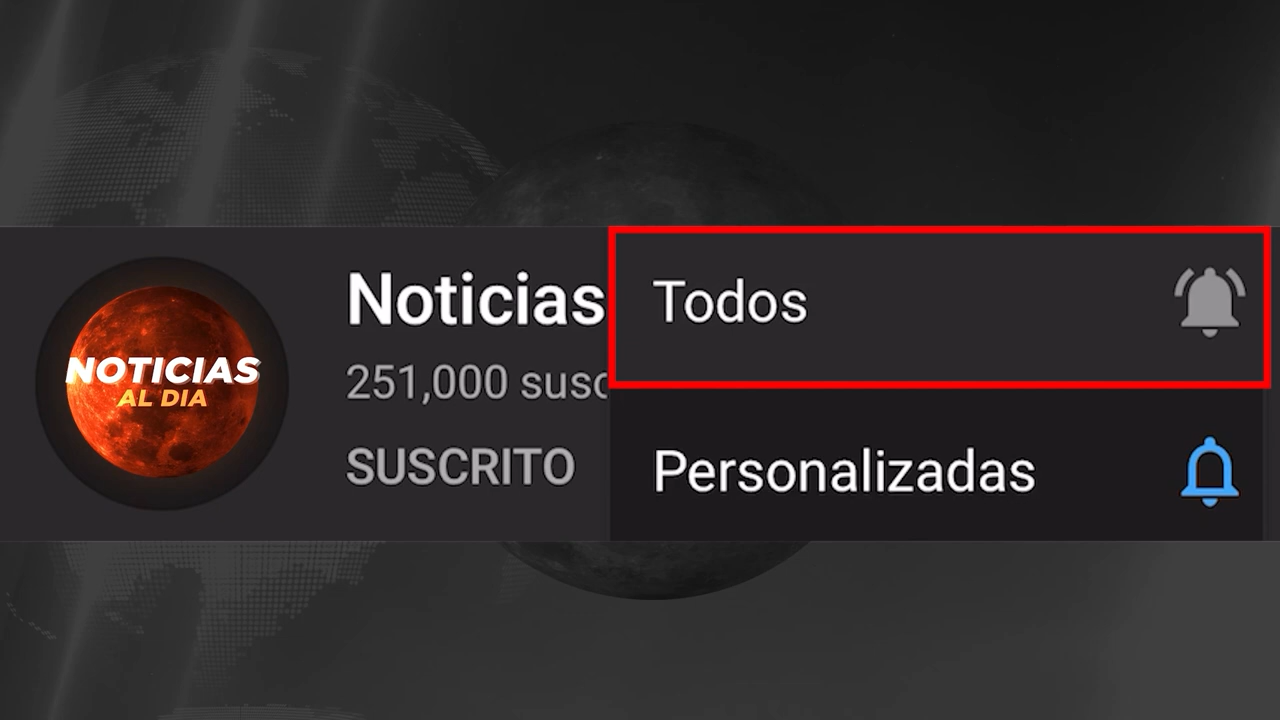 NOTICIAS
AL DIA
Noticias
251,000 susc
SUSCRITO
Todos
Personalizadas